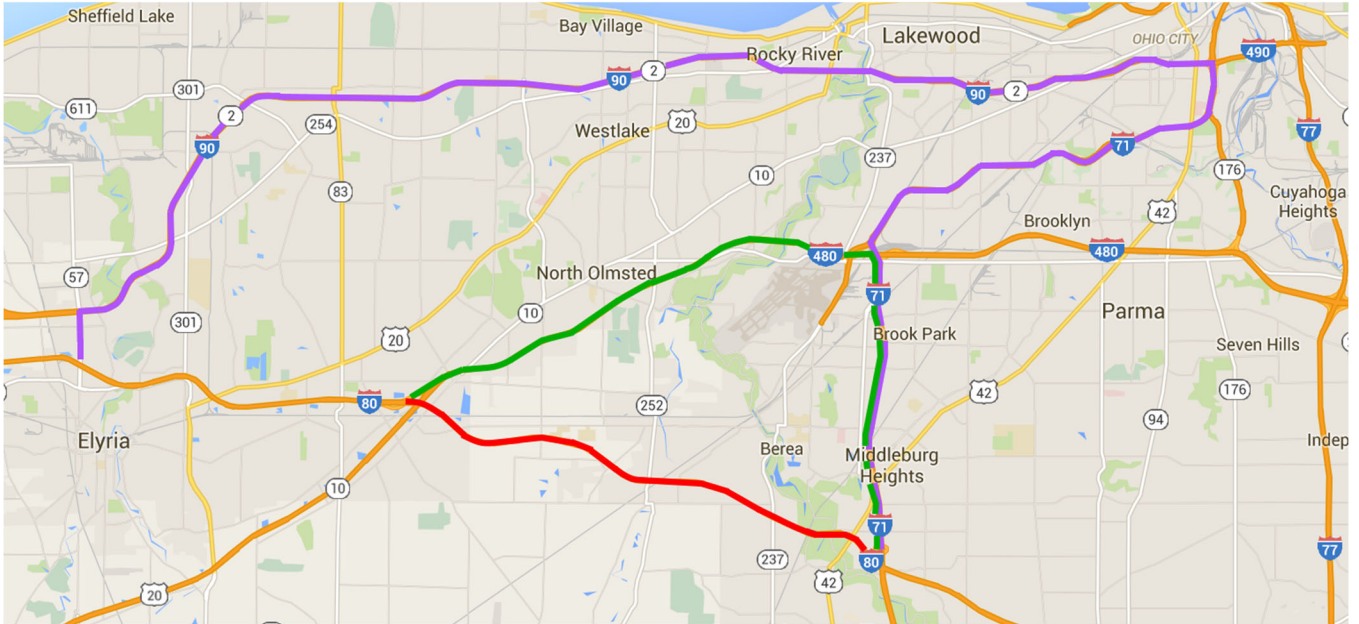 Sheffield Lake
Bay Village
Lakewood
OHIO CITY
Rocky River
490
90
2
90
2
611
301
2
254
90
Westlake
20
71
77
10
237
176
83
Cuyahoga
Heights
42
Brooklyn
480
480
57
North Olmsted
71
301
10
Parma
20
Brook Park
Seven Hills
80
252
42
176
94
Elyria
Berea
Middleburg
Heights
Indep
10
71
77
237
80
42
20